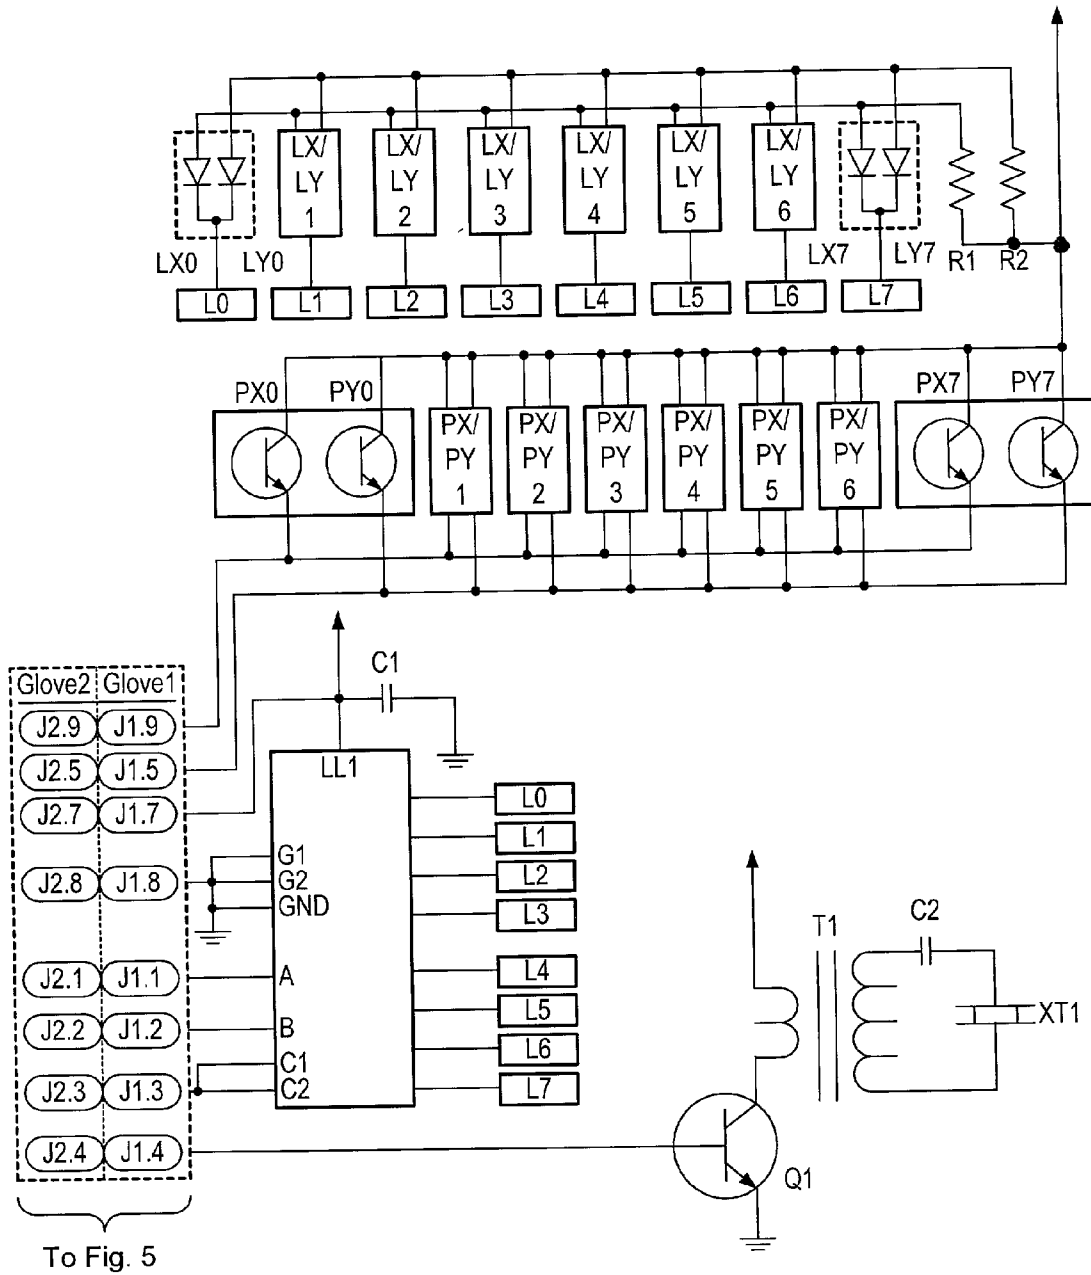 LX/ LX/ LX/ LX/ LX/ LX/
LY LY LY LY LY LY
1 2 3 4 5 6
LX0 LY0 LX7 LY7 R1 R2
L0 L1 L2 L3 L4 L5 L6 L7
PX0 PY0 PX7 PY7
PX/ PX/ PX/ PX/ PX/ PX/
PY PY PY PY PY PY
1 2 3 4 5 6
C1
Glove2 Glove1
J2.9 J1.9
J2.5 J1.5
J2.7 J1.7
J2.8 J1.8
J2.1 J1.1
J2.2 J1.2
J2.3 J1.3
J2.4 J1.4
LL1
G1
G2
GND
A
B
C1
C2
L0
L1
L2
L3
L4
L5
L6
L7
T1
C2
XT1
Q1
To Fig. 5